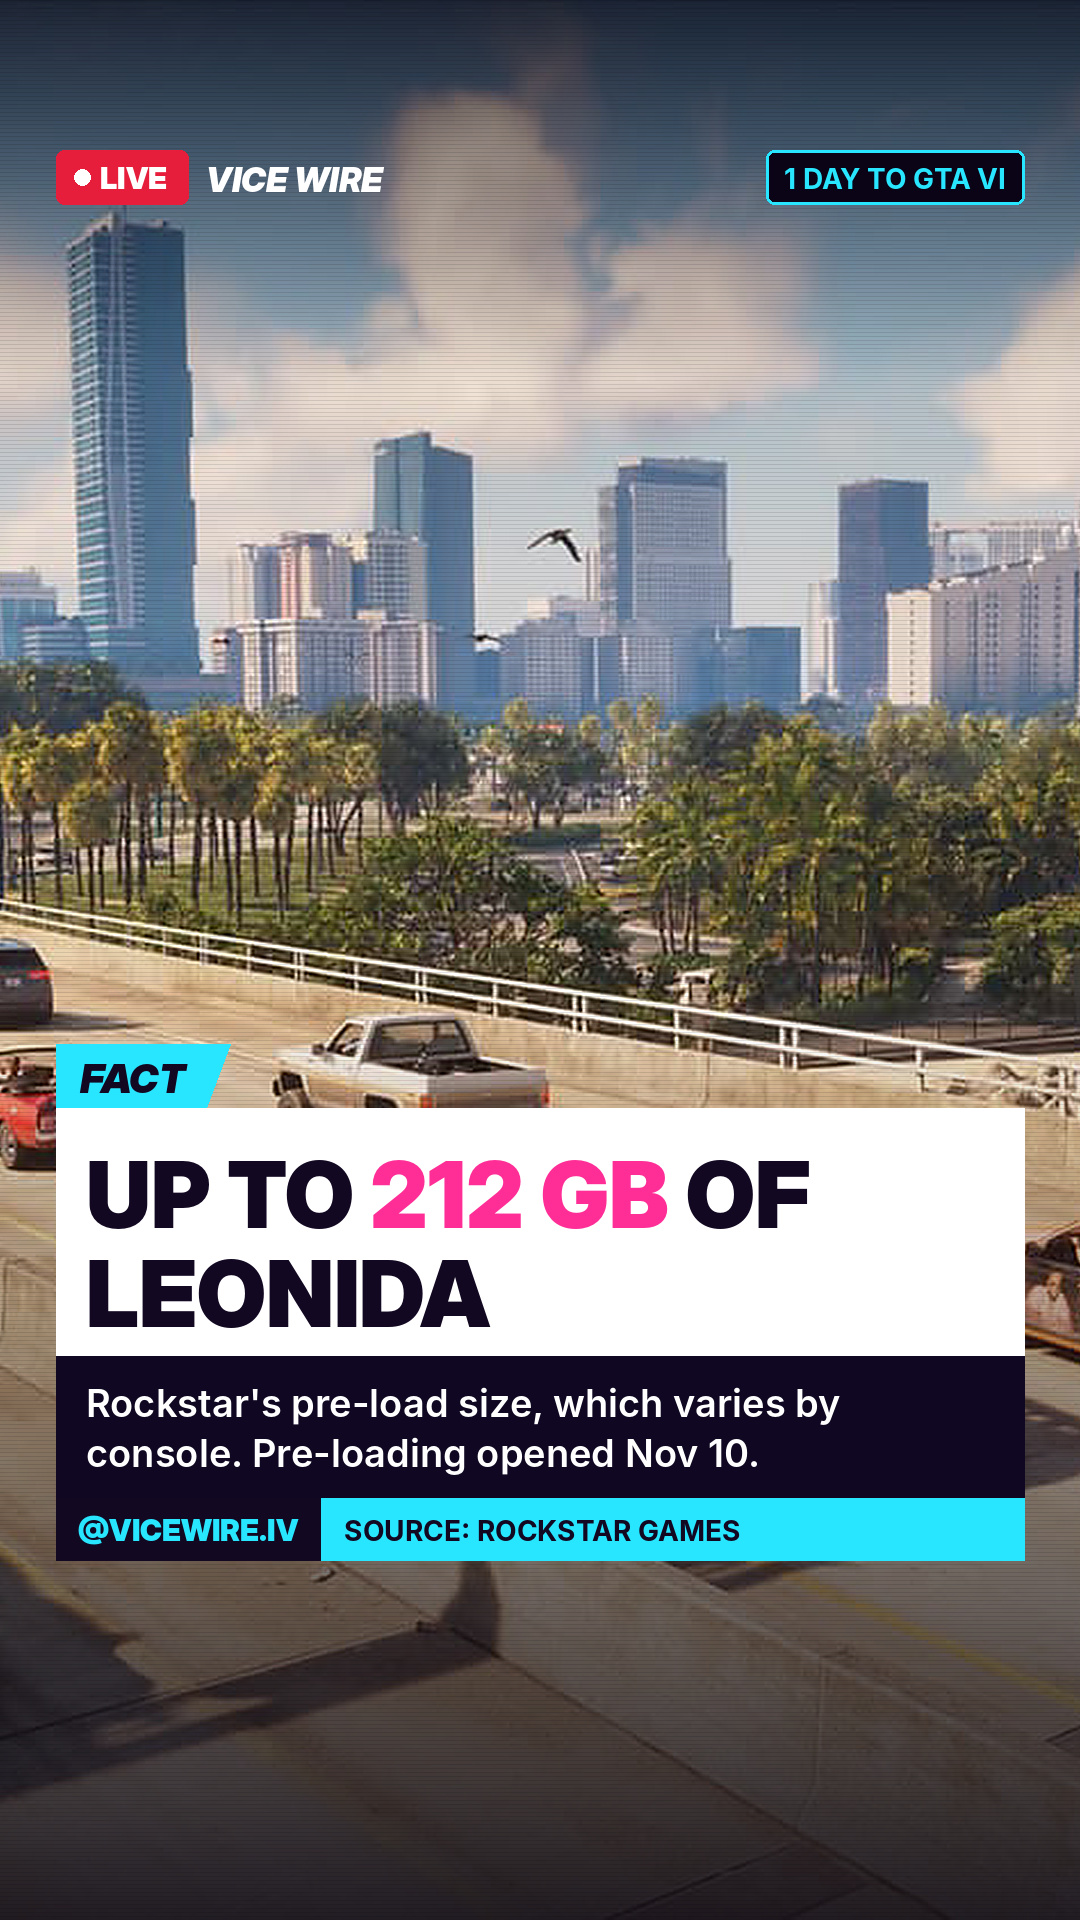 LIVE
VICE WIRE
1 DAY TO GTA VI
FACT
UP TO 212 GB OF
LEONIDA
Rockstar's pre-load size, which varies by
console. Pre-loading opened Nov 10.
@VICEWIRE.IV
SOURCE: ROCKSTAR GAMES